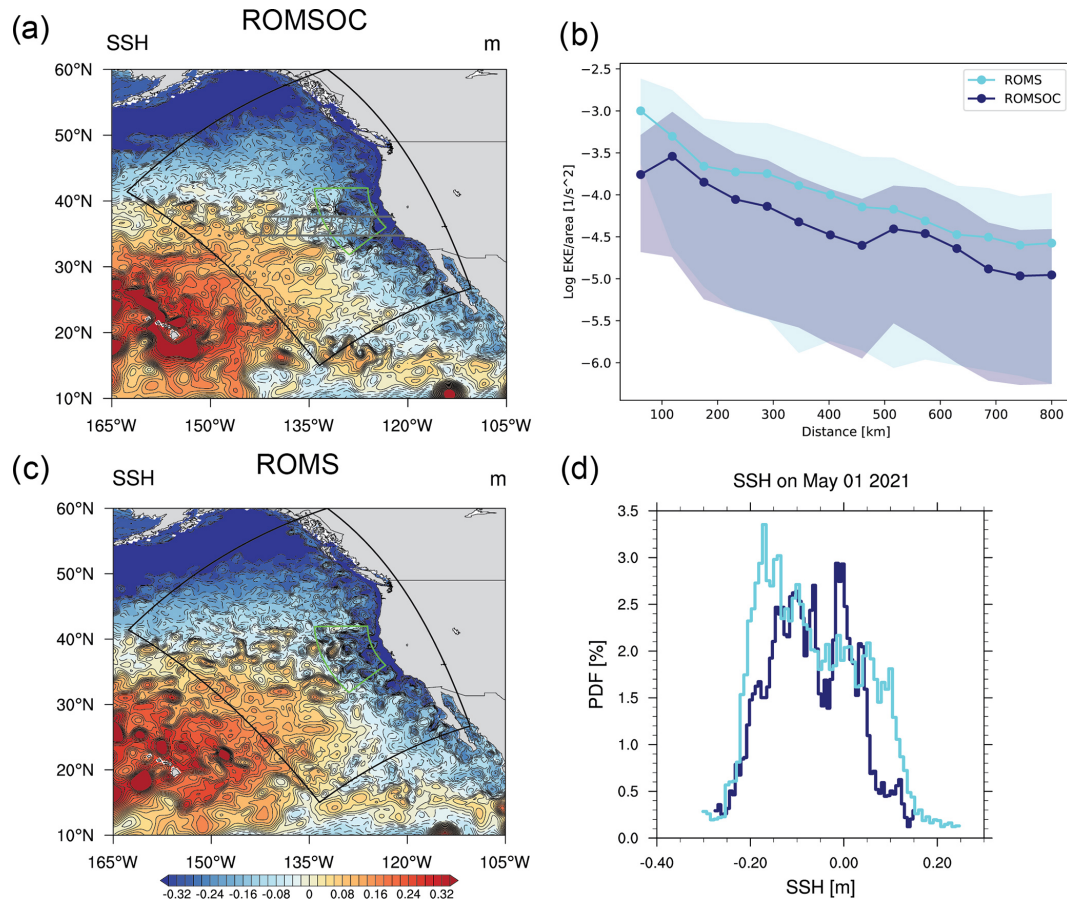 (a)
ROMSOC
SSH
m
60°N
50°N
40°N
30°N
20°N
10°N
165°W
150°W
135°W
120°W
105°W
(b)
ROMS
ROMSOC
Log EKE/area [1/s^2]
−2.5
−3.0
−3.5
−4.0
−4.5
−5.0
−5.5
−6.0
100
200
300
400
500
600
700
800
Distance [km]
(c)
ROMS
SSH
m
60°N
50°N
40°N
30°N
20°N
10°N
165°W
150°W
135°W
120°W
105°W
-0.32
-0.24
-0.16
-0.08
0
0.08
0.16
0.24
0.32
(d)
SSH on May 01 2021
PDF [%]
3.5
3.0
2.5
2.0
1.5
1.0
0.5
0.0
-0.40
-0.20
0.00
0.20
SSH [m]